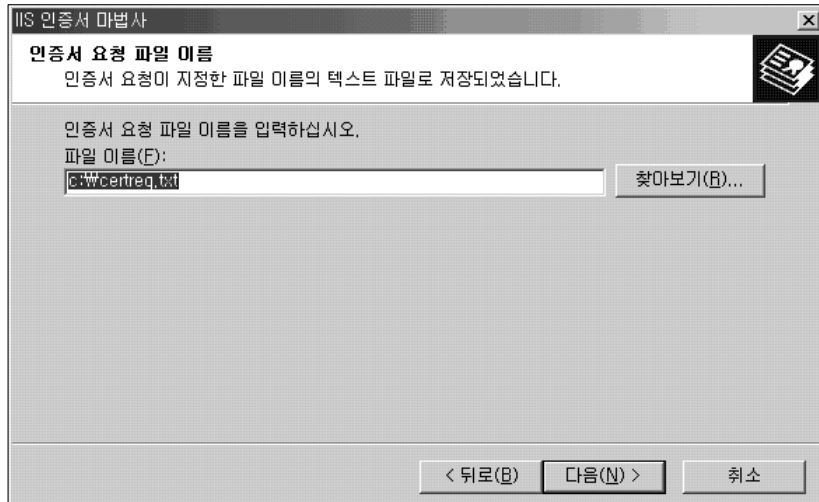 IIS 인증서 마법사
인증서 요청 파일 이름
인증서 요청이 지정한 파일 이름의 텍스트 파일로 저장되었습니다.
인증서 요청 파일 이름을 입력하십시오.
파일 이름(F):
c:₩certreq.txt
찾아보기(R)...
< 뒤로(B)
다음(N) >
취소